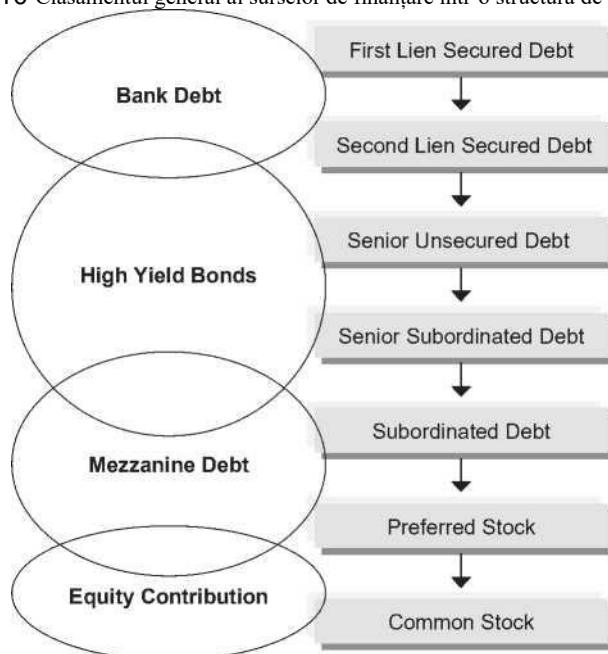 Clasamentul general al surselor de finanțare într-o structură de
First Lien Secured Debt
Bank Debt
Second Lien Secured Debt
Senior Unsecured Debt
High Yield Bonds
Senior Subordinated Debt
Subordinated Debt
Mezzanine Debt
Preferred Stock
Equity Contribution
Common Stock